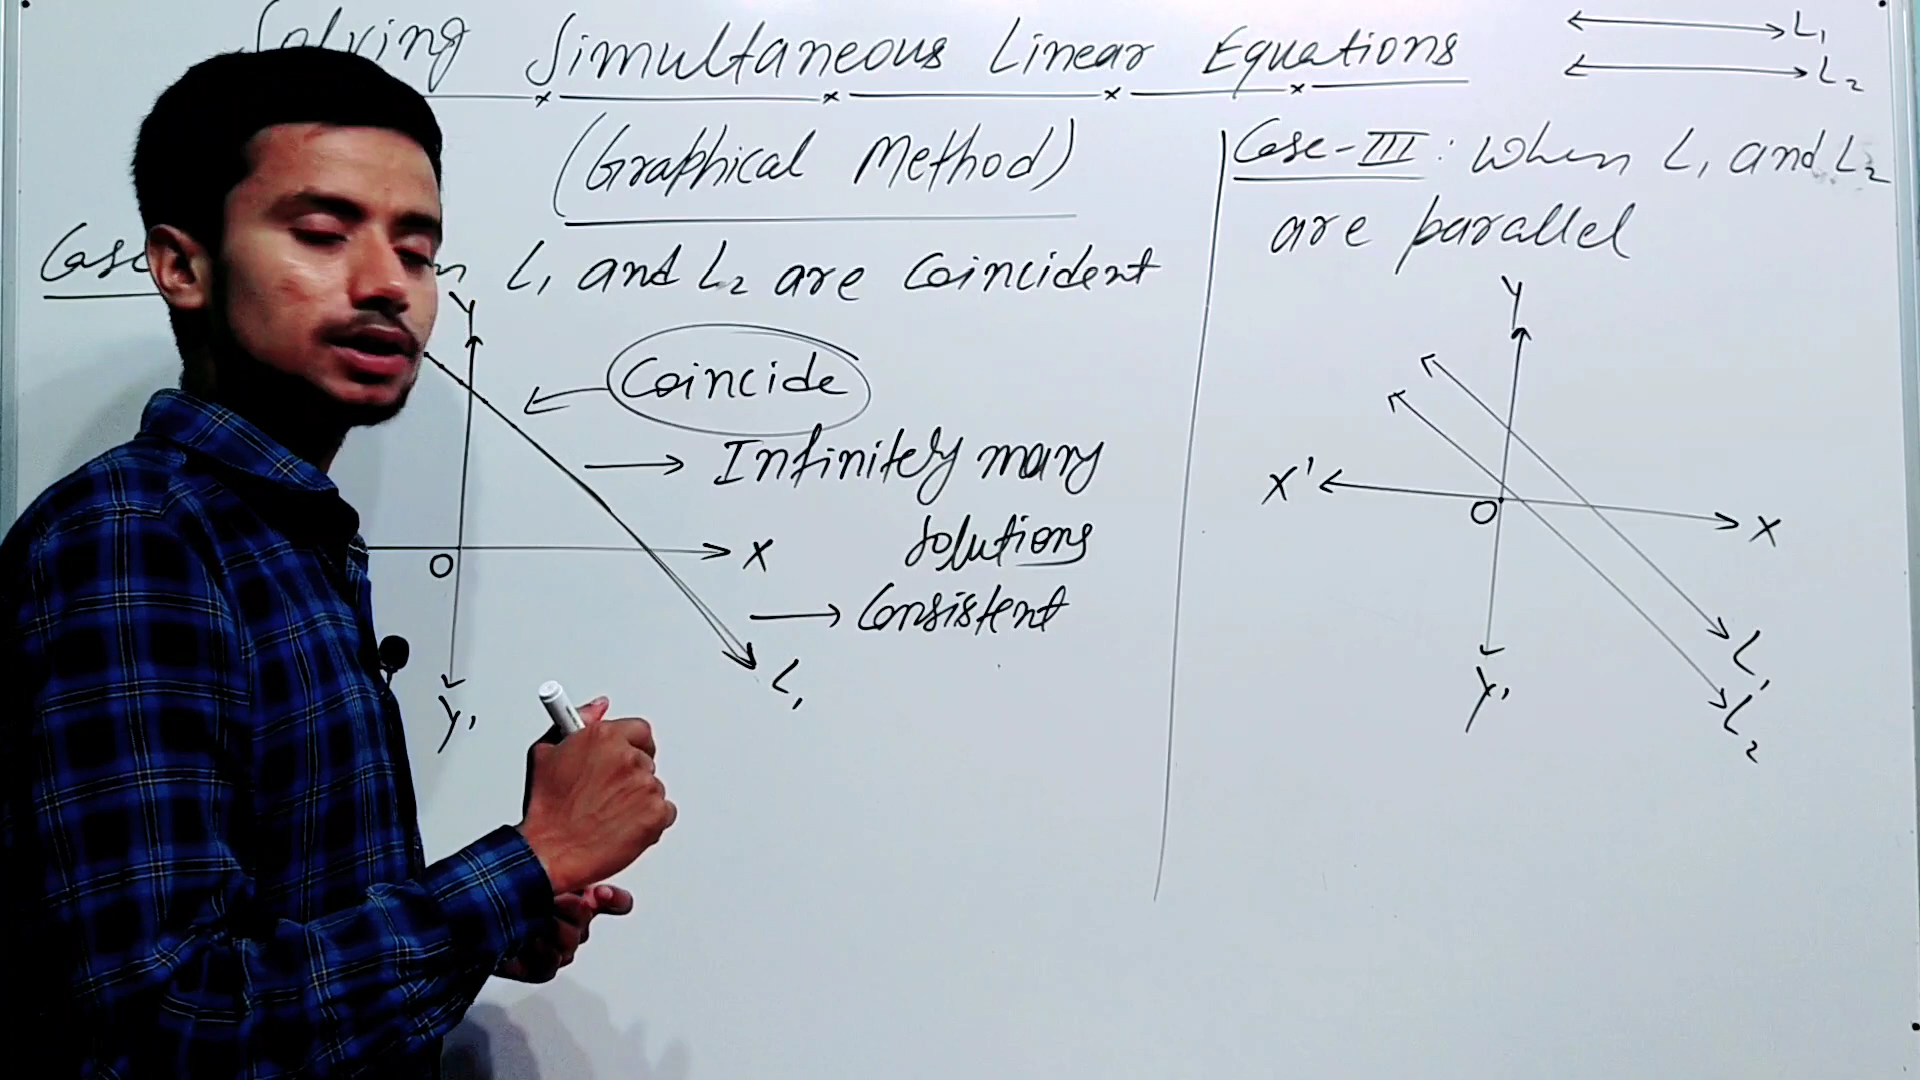 Solving Simultaneous Linear Equations
(Graphical Method)
Case
L1 and L2 are Coincident
Y
Coincide
Infinitely many
solutions
Consistent
O
X
L1
Y'
L1
L2
Case-III : When L1 and L2
are parallel
Y
X'
O
X
L1
Y'
L2